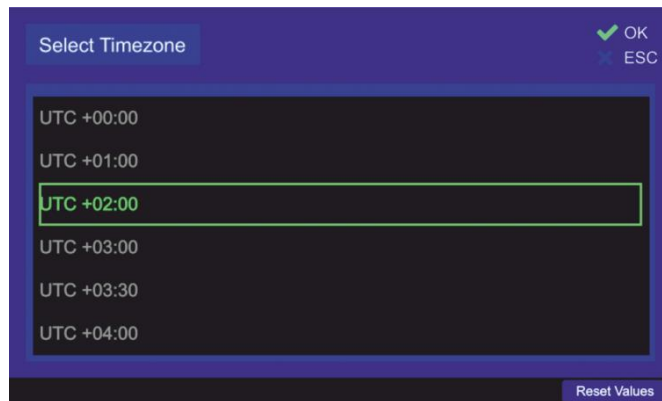 Select Timezone
OK
ESC
UTC +00:00
UTC +01:00
UTC +02:00
UTC +03:00
UTC +03:30
UTC +04:00
Reset Values